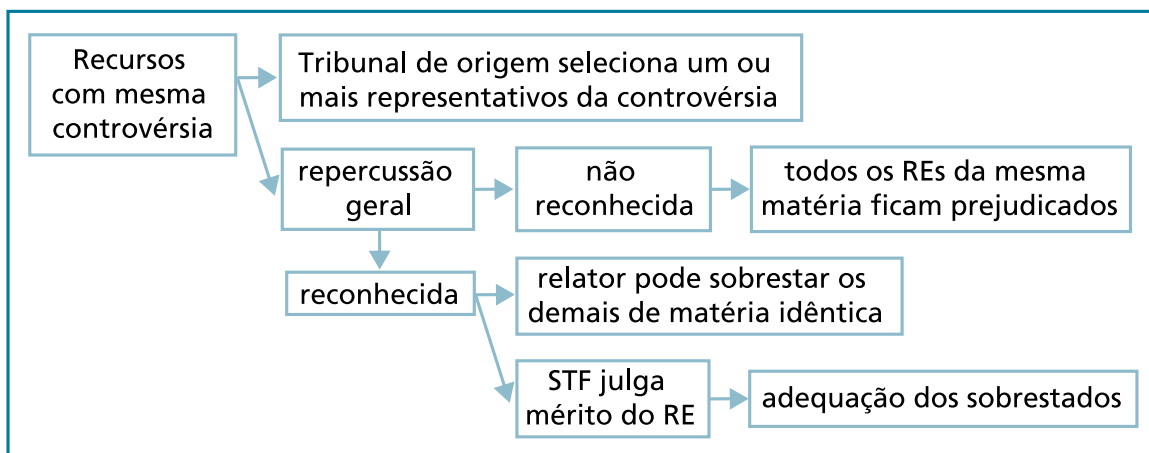 Recursos
com mesma
controvérsia
Tribunal de origem seleciona um ou
mais representativos da controvérsia
repercussão
geral
não
reconhecida
todos os REs da mesma
matéria ficam prejudicados
reconhecida
relator pode sobrestar os
demais de matéria idêntica
STF julga
mérito do RE
adequação dos sobrestados